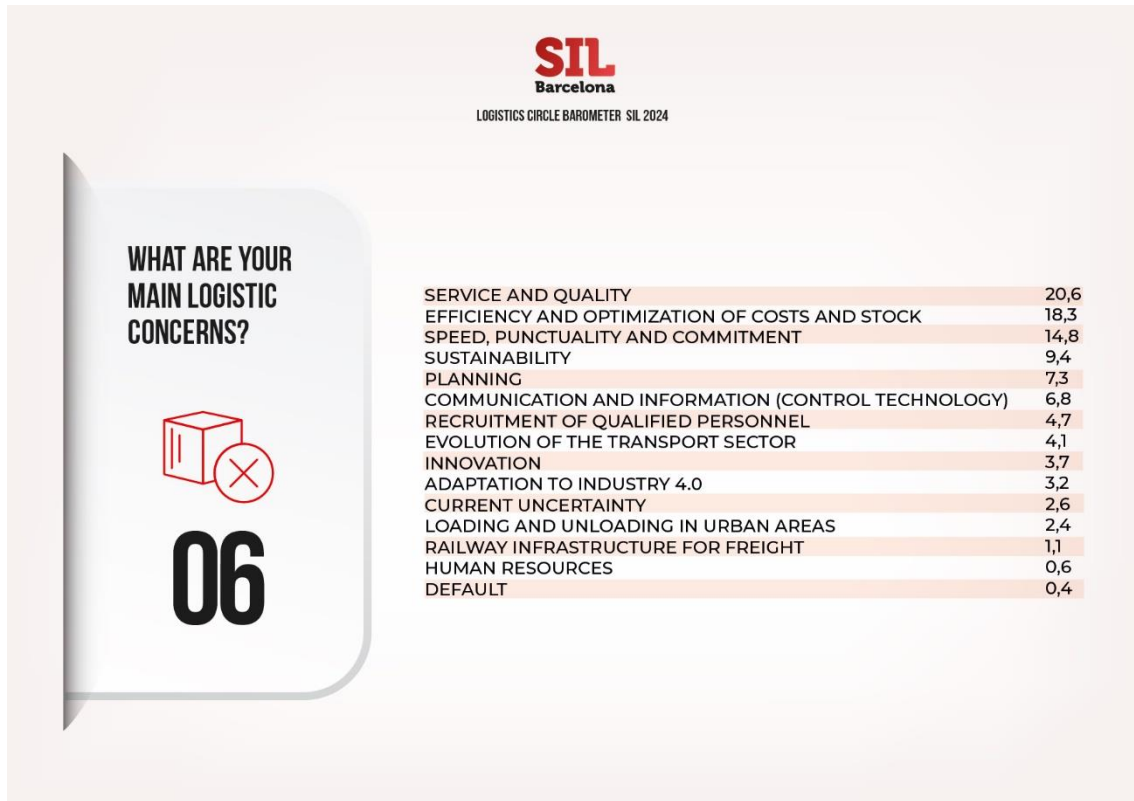 SIL
Barcelona
LOGISTICS CIRCLE BAROMETER SIL 2024
WHAT ARE YOUR
MAIN LOGISTIC
CONCERNS?
06
SERVICE AND QUALITY 20,6
EFFICIENCY AND OPTIMIZATION OF COSTS AND STOCK 18,3
SPEED, PUNCTUALITY AND COMMITMENT 14,8
SUSTAINABILITY 9,4
PLANNING 7,3
COMMUNICATION AND INFORMATION (CONTROL TECHNOLOGY) 6,8
RECRUITMENT OF QUALIFIED PERSONNEL 4,7
EVOLUTION OF THE TRANSPORT SECTOR 4,1
INNOVATION 3,7
ADAPTATION TO INDUSTRY 4.0 3,2
CURRENT UNCERTAINTY 2,6
LOADING AND UNLOADING IN URBAN AREAS 2,4
RAILWAY INFRASTRUCTURE FOR FREIGHT 1,1
HUMAN RESOURCES 0,6
DEFAULT 0,4